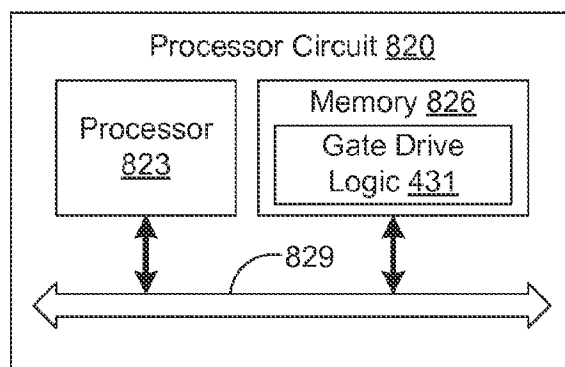 Processor Circuit 820
Processor
823
Memory 826
Gate Drive
Logic 431
829